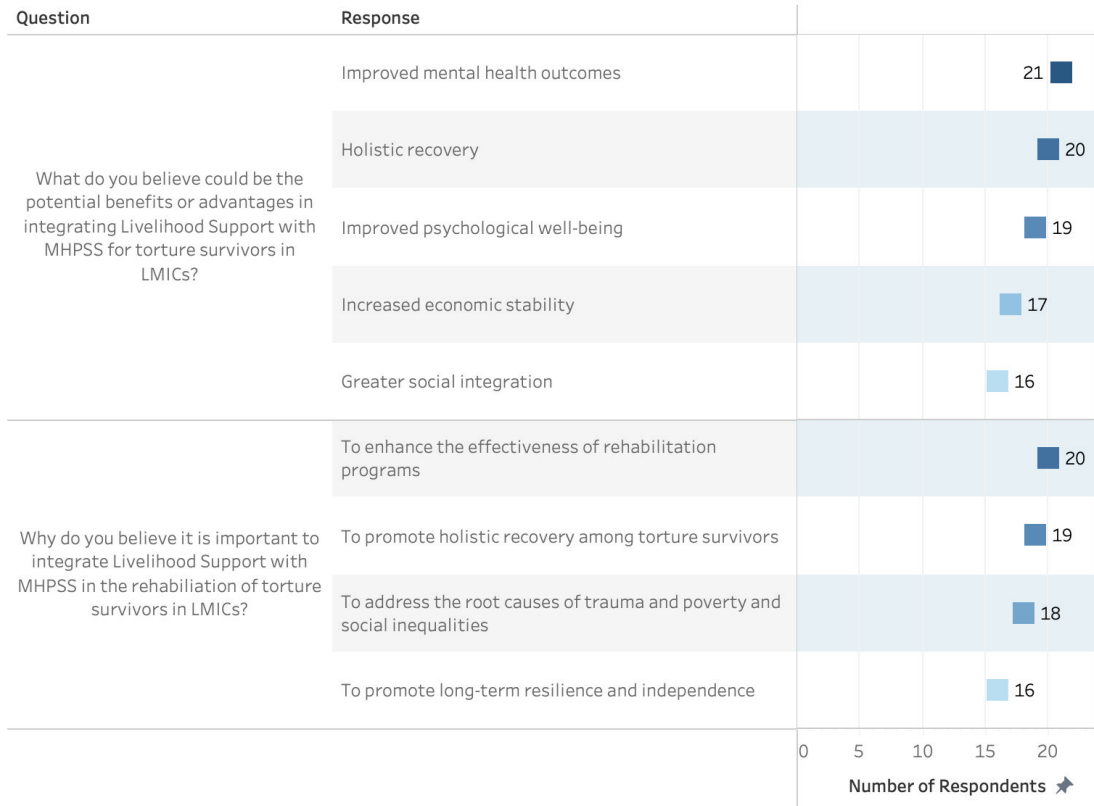 Question
Response
Improved mental health outcomes
21
Holistic recovery
20
What do you believe could be the
potential benefits or advantages in
integrating Livelihood Support with
MHPSS for torture survivors in
LMICs?
Improved psychological well-being
19
Increased economic stability
17
Greater social integration
16
To enhance the effectiveness of rehabilitation
programs
20
Why do you believe it is important to
integrate Livelihood Support with
MHPSS in the rehabiliation of torture
survivors in LMICs?
To promote holistic recovery among torture survivors
19
To address the root causes of trauma and poverty and
social inequalities
18
To promote long-term resilience and independence
16
0 5 10 15 20
Number of Respondents